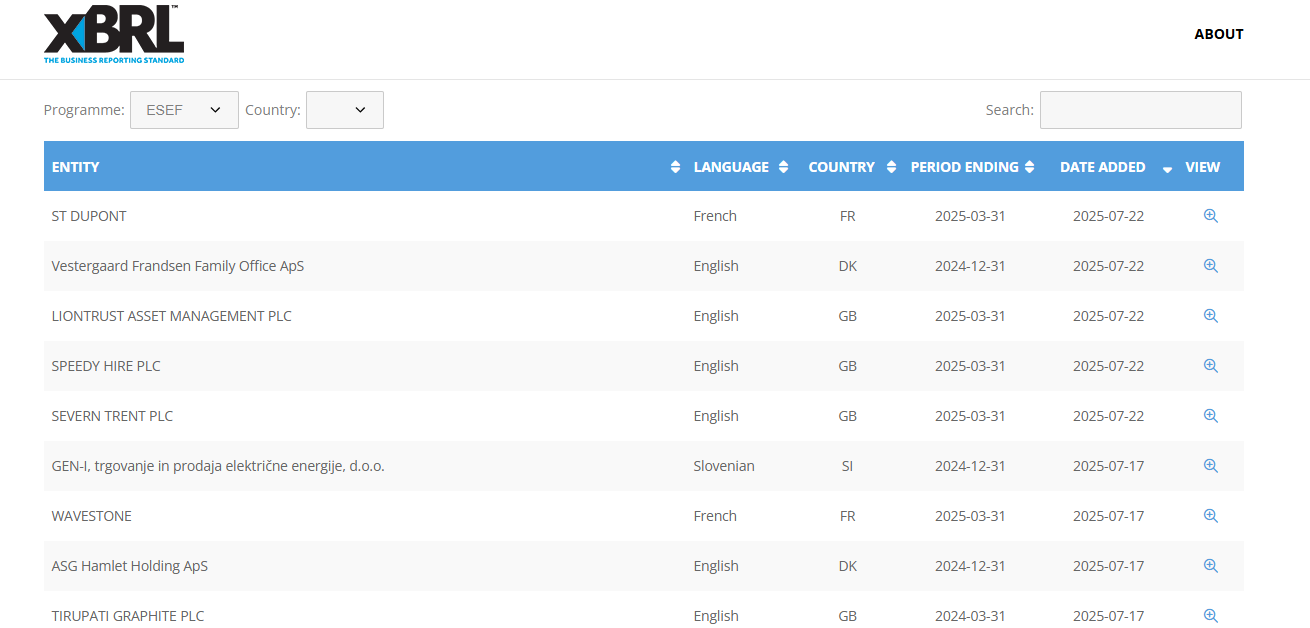 XBRL™
THE BUSINESS REPORTING STANDARD
ABOUT
Programme: ESEF Country: Search:
ENTITY LANGUAGE COUNTRY PERIOD ENDING DATE ADDED VIEW
ST DUPONT French FR 2025-03-31 2025-07-22
Vestergaard Frandsen Family Office ApS English DK 2024-12-31 2025-07-22
LIONTRUST ASSET MANAGEMENT PLC English GB 2025-03-31 2025-07-22
SPEEDY HIRE PLC English GB 2025-03-31 2025-07-22
SEVERN TRENT PLC English GB 2025-03-31 2025-07-22
GEN-I, trgovanje in prodaja električne energije, d.o.o. Slovenian SI 2024-12-31 2025-07-17
WAVESTONE French FR 2025-03-31 2025-07-17
ASG Hamlet Holding ApS English DK 2024-12-31 2025-07-17
TIRUPATI GRAPHITE PLC English GB 2024-03-31 2025-07-17